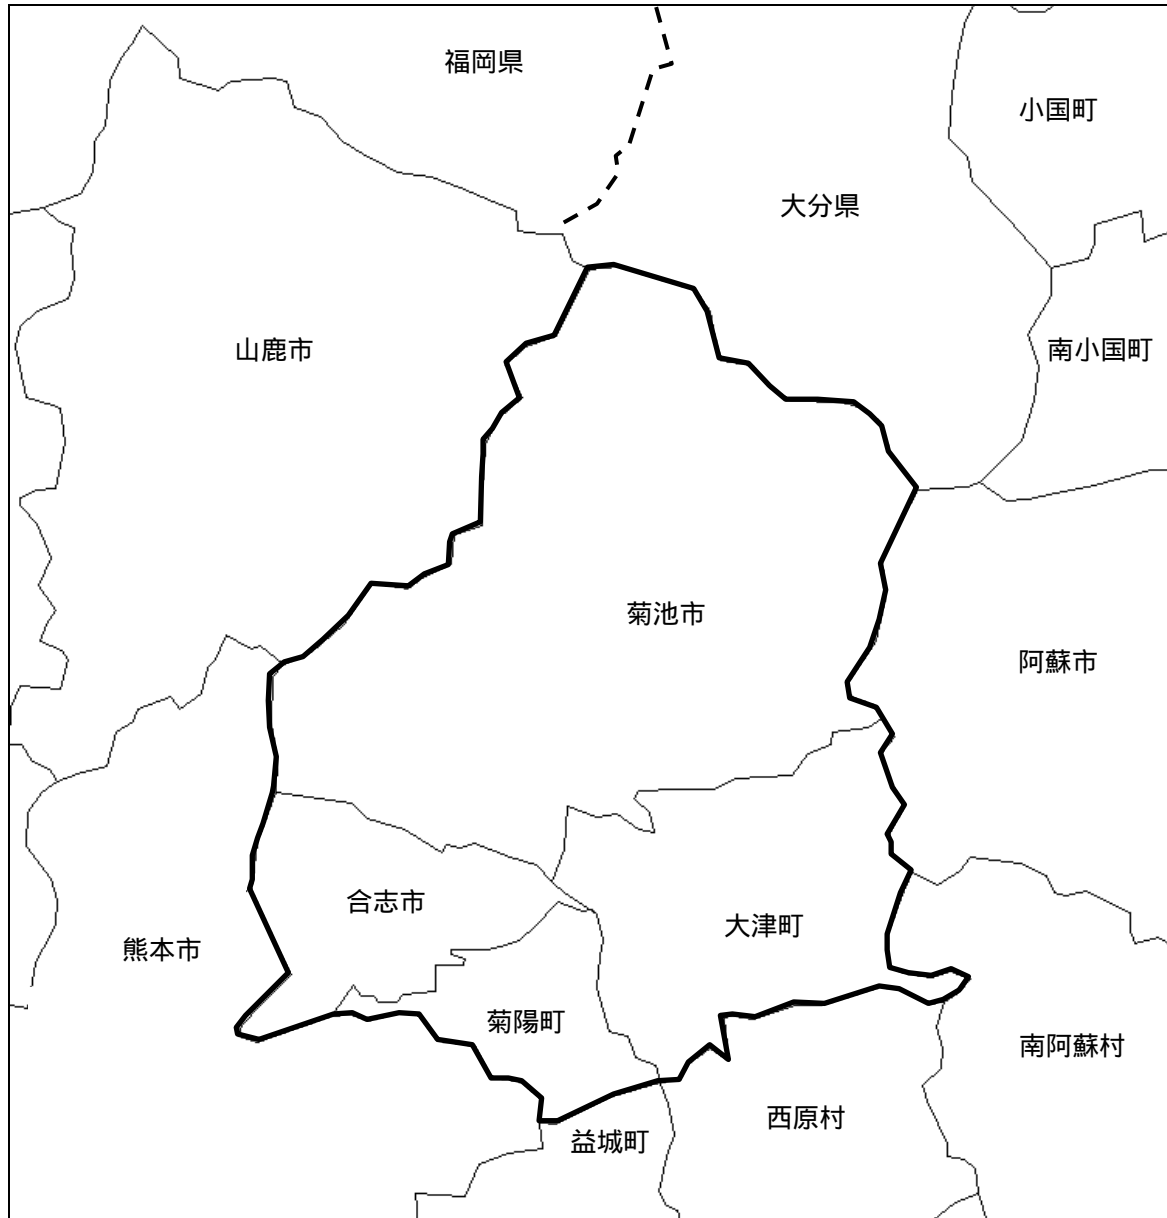 福岡県
小国町
大分県
山鹿市
南小国町
菊池市
阿蘇市
合志市
大津町
熊本市
菊陽町
南阿蘇村
西原村
益城町